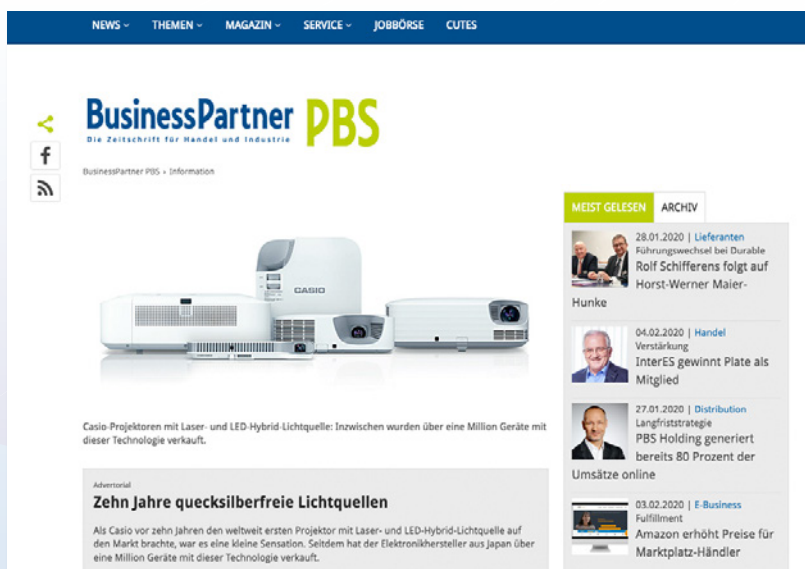 NEWS THEMEN MAGAZIN SERVICE JOBBÖRSE CUTES
BusinessPartner PBS
Die Zeitschrift für Handel und Industrie
BusinessPartner PBS › Information
CASIO
Casio-Projektoren mit Laser- und LED-Hybrid-Lichtquelle: Inzwischen wurden über eine Million Geräte mit
dieser Technologie verkauft.
Advertorial
Zehn Jahre quecksilberfreie Lichtquellen
Als Casio vor zehn Jahren den weltweit ersten Projektor mit Laser- und LED-Hybrid-Lichtquelle auf
den Markt brachte, war es eine kleine Sensation. Seitdem hat der Elektronikhersteller aus Japan über
eine Million Geräte mit dieser Technologie verkauft.
MEIST GELESEN ARCHIV
28.01.2020 | Lieferanten
Führungswechsel bei Durable
Rolf Schifferens folgt auf
Horst-Werner Maier-
Hunke
04.02.2020 | Handel
Verstärkung
InterES gewinnt Plate als
Mitglied
27.01.2020 | Distribution
Langfriststrategie
PBS Holding generiert
bereits 80 Prozent der
Umsätze online
03.02.2020 | E-Business
Fulfillment
Amazon erhöht Preise für
Marktplatz-Händler